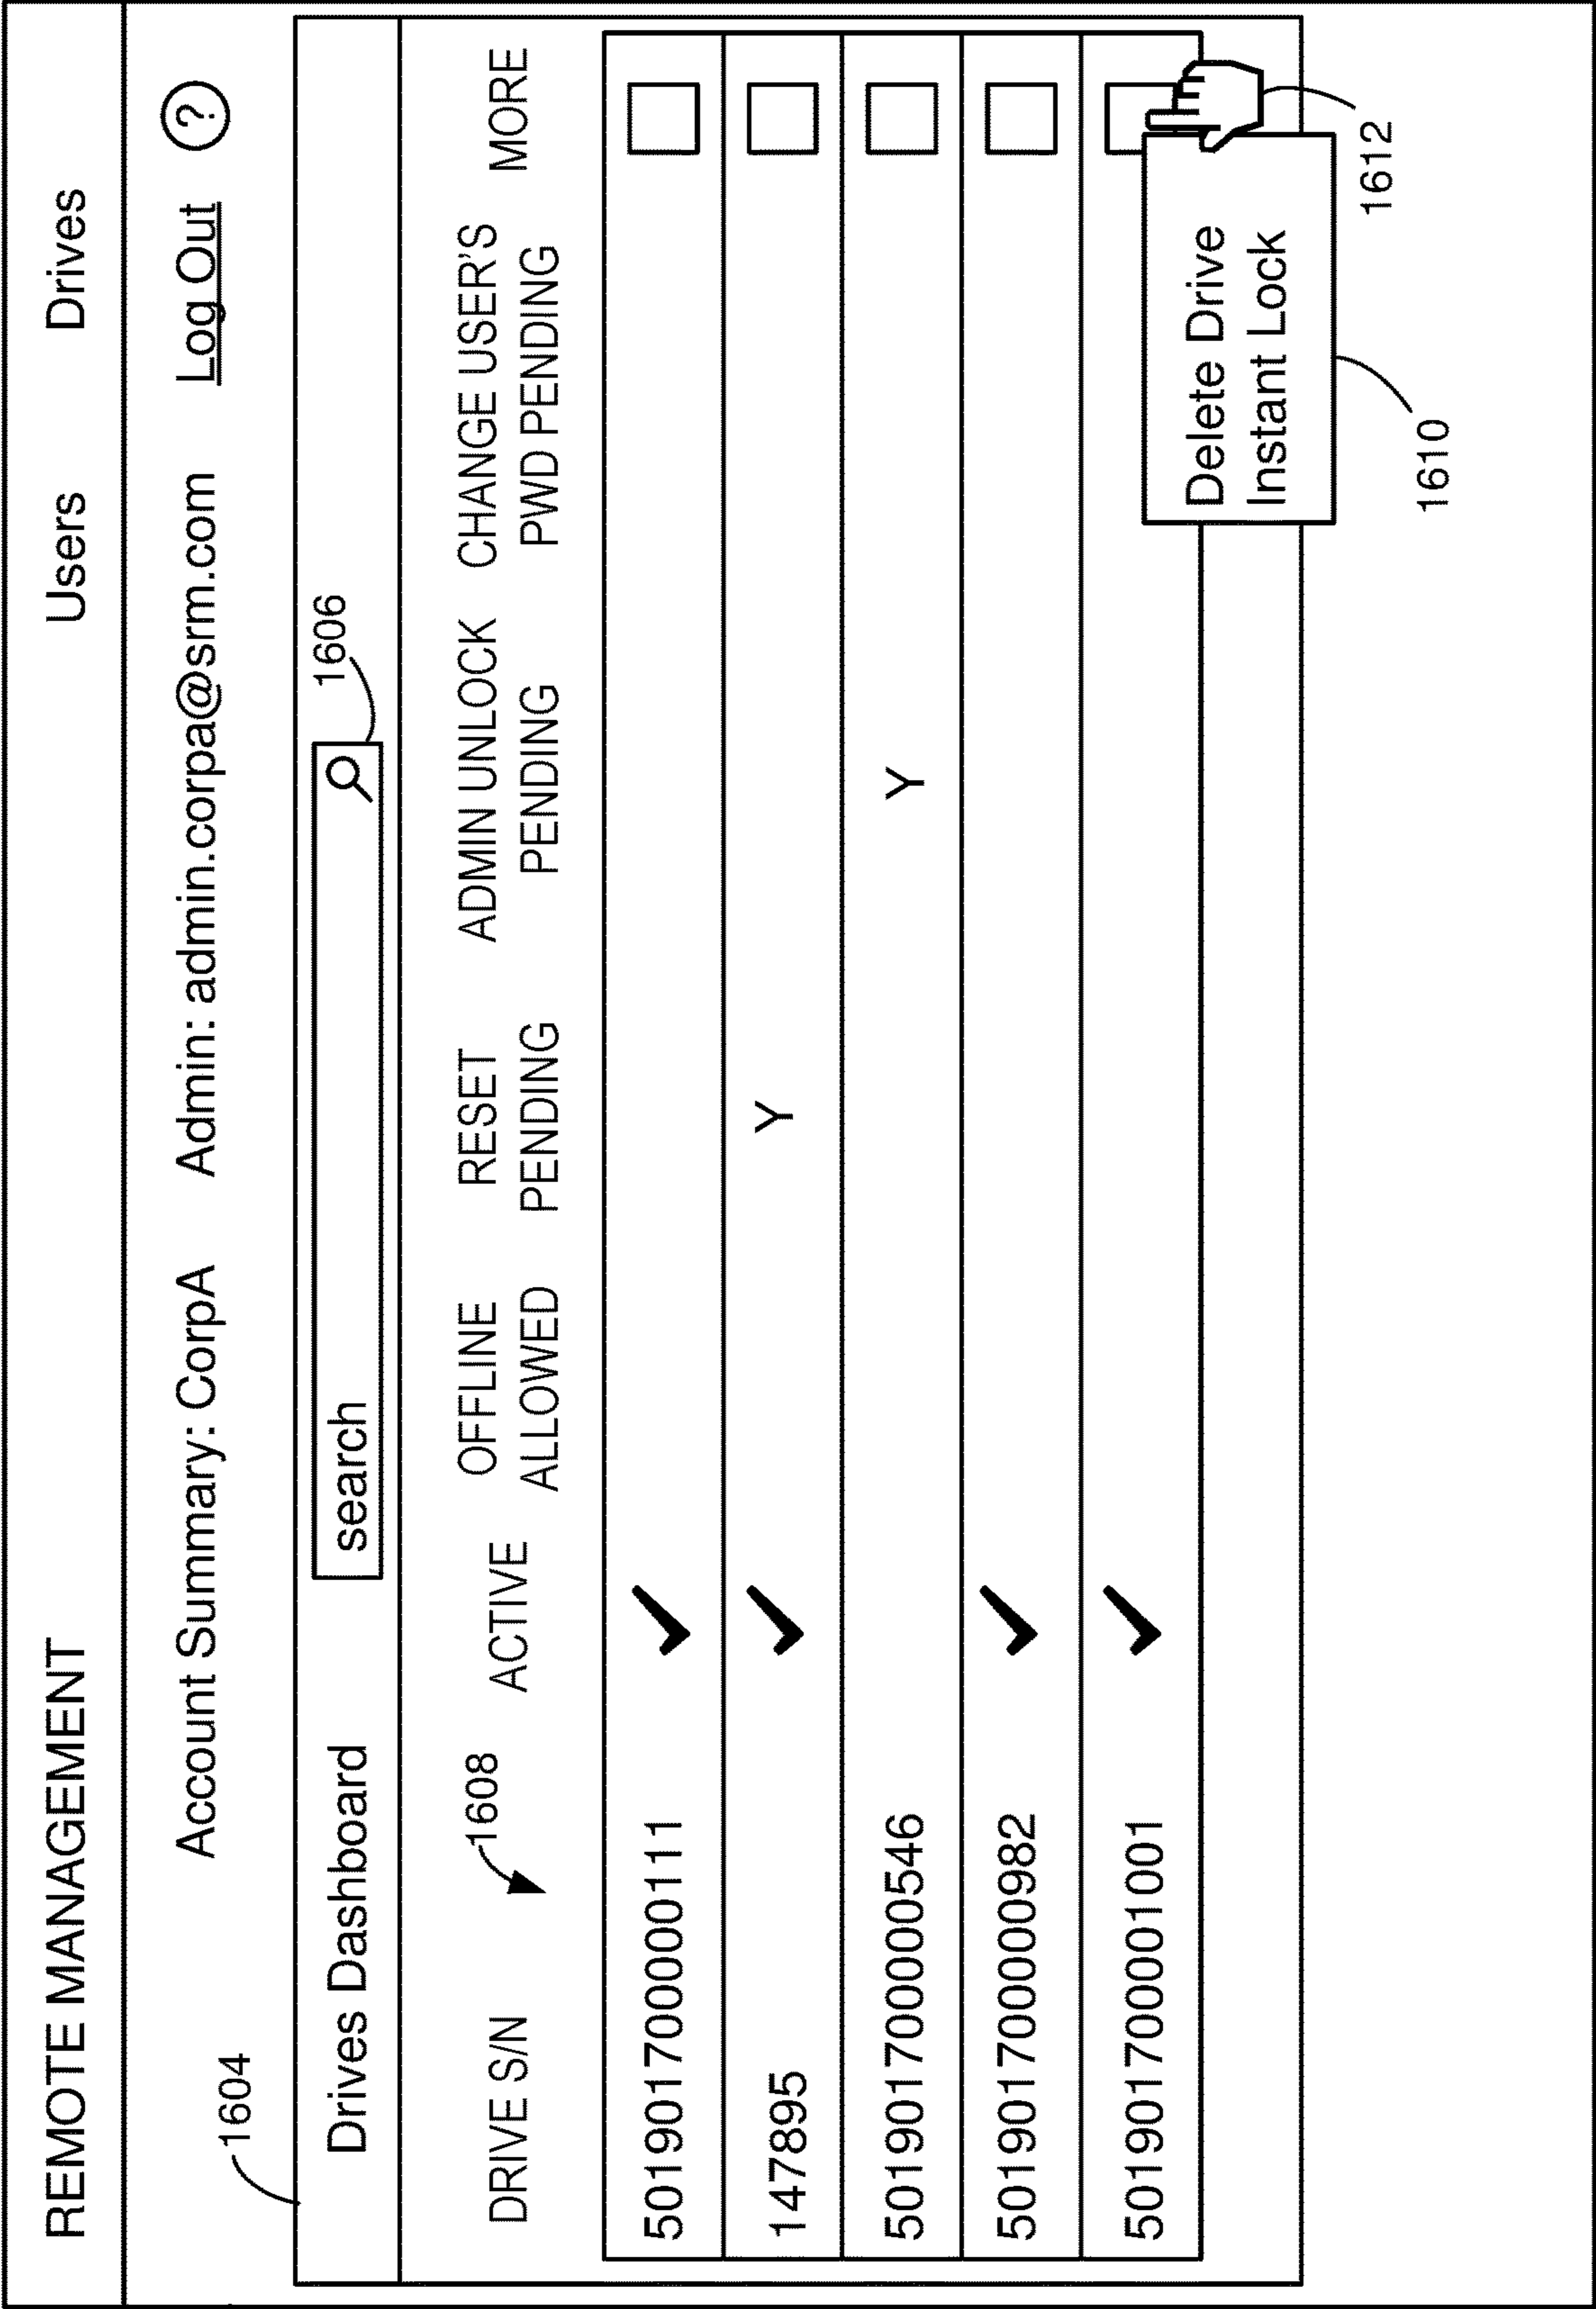 REMOTE MANAGEMENT Users Drives
Account Summary: CorpA Admin: admin.corpa@srm.com Log Out ?
1604
Drives Dashboard search 1606
DRIVE S/N 1608 ACTIVE OFFLINE ALLOWED RESET PENDING ADMIN UNLOCK PENDING CHANGE USER'S PWD PENDING MORE
501901700000111
147895 Y
501901700000546 Y
501901700000982
501901700001001
Delete Drive
Instant Lock
1612
1610